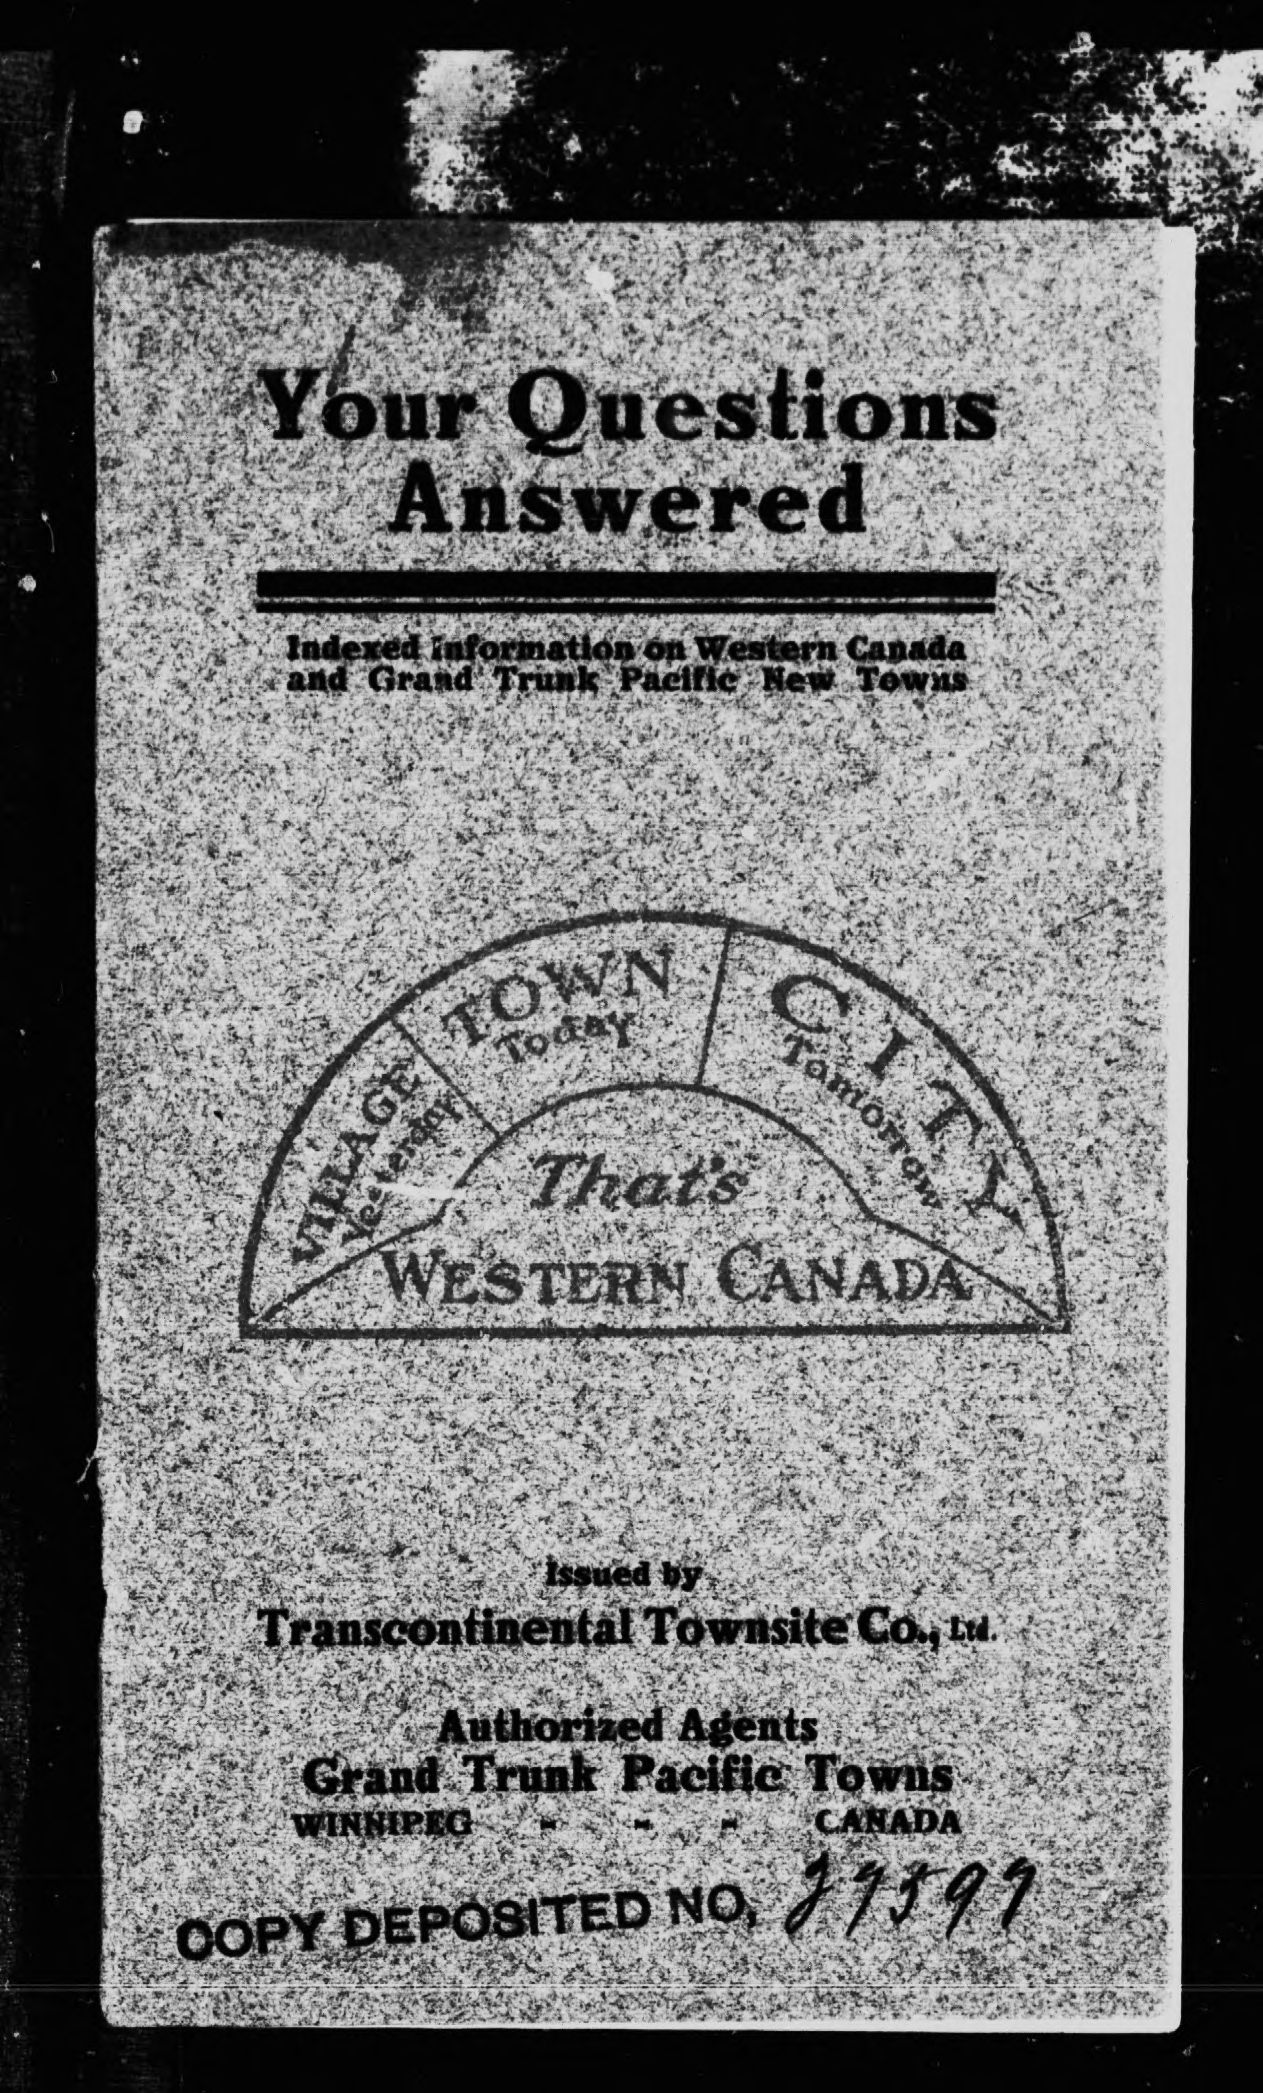 Your Questions
Answered
Indexed Information on Western Canada
and Grand Trunk Pacific New Towns
VILLAGE
Yesterday
TOWN
Today
CITY
Tomorrow
That's
WESTERN CANADA
Issued by
Transcontinental Townsite Co., Ltd.
Authorized Agents
Grand Trunk Pacific Towns
WINNIPEG - - - CANADA
COPY DEPOSITED NO, 29599